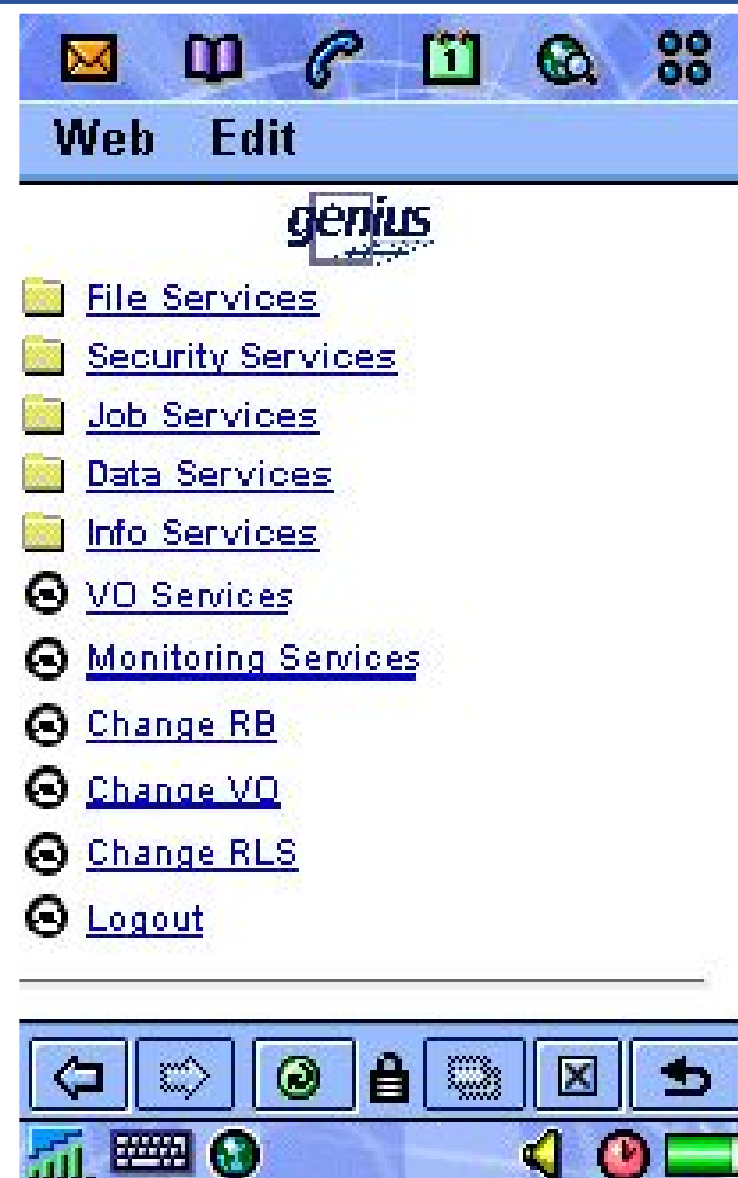 1
Web Edit
genius
File Services
Security Services
Job Services
Data Services
Info Services
VO Services
Monitoring Services
Change RB
Change VO
Change RLS
Logout